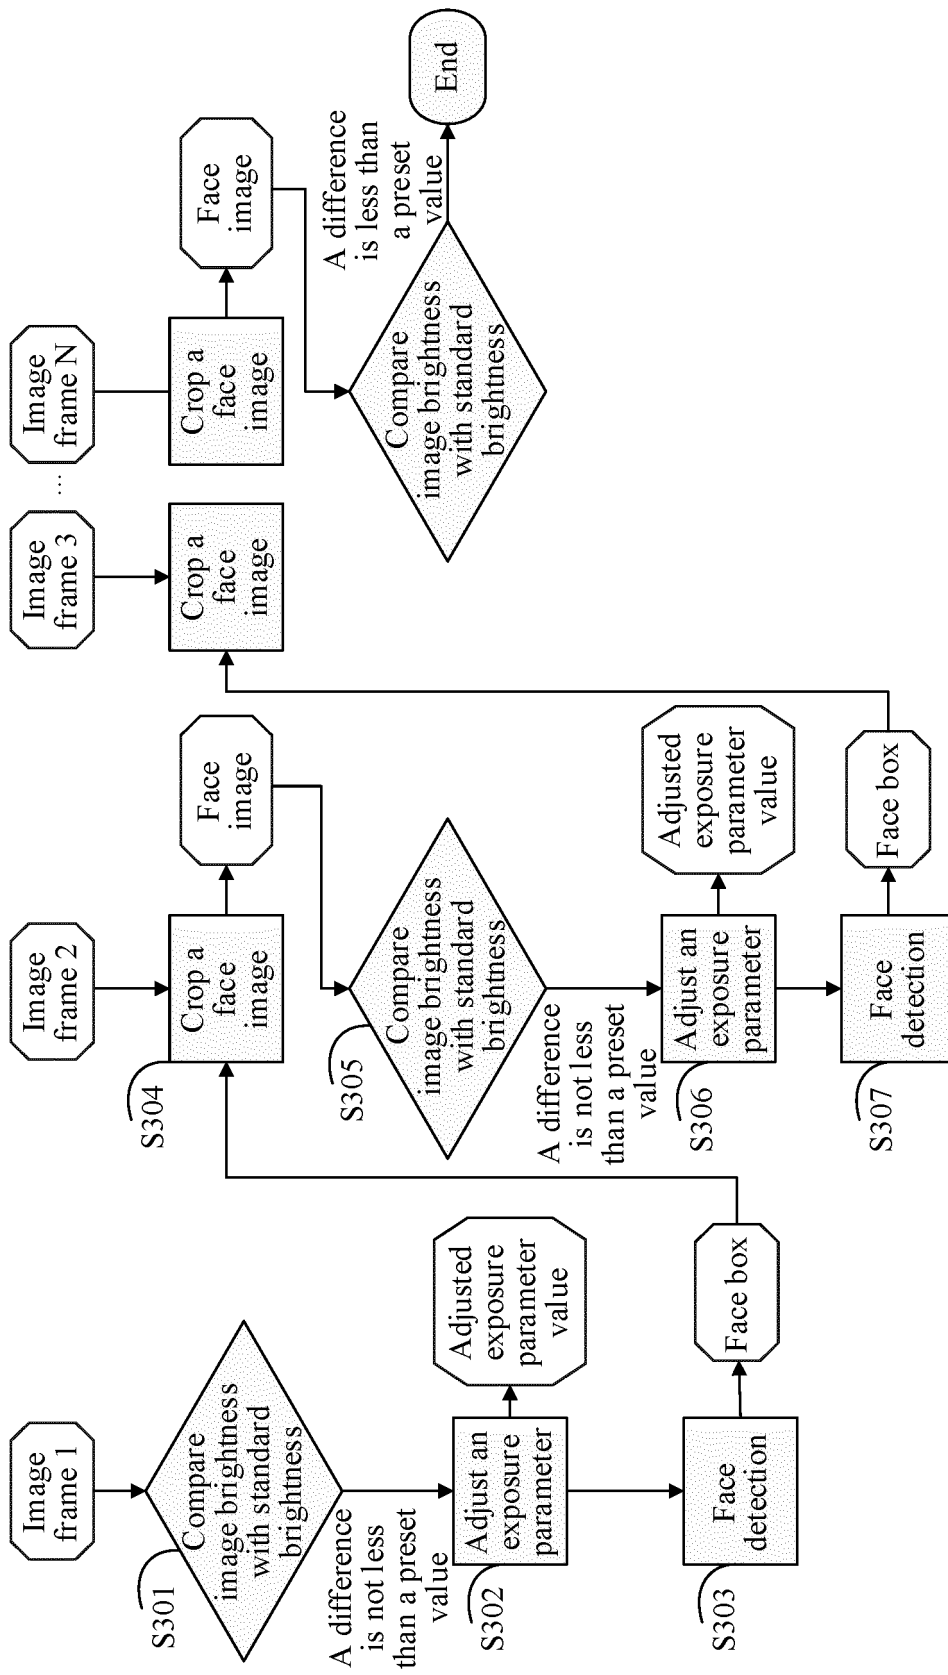 Image
frame 1
S301
Compare
image brightness
with standard
brightness
A difference
is not less
than a preset
value
S302
Adjust an
exposure
parameter
Adjusted
exposure
parameter
value
S303
Face
detection
Face box
Image
frame 2
S304
Crop a
face
image
Face
image
S305
Compare
image brightness
with standard
brightness
A difference
is not less
than a preset
value
S306
Adjust an
exposure
parameter
Adjusted
exposure
parameter
value
S307
Face
detection
Face box
Image
frame 3
Crop a
face
image
...
Image
frame N
Crop a
face
image
Face
image
Compare
image brightness
with standard
brightness
A difference
is less than
a preset
value
End